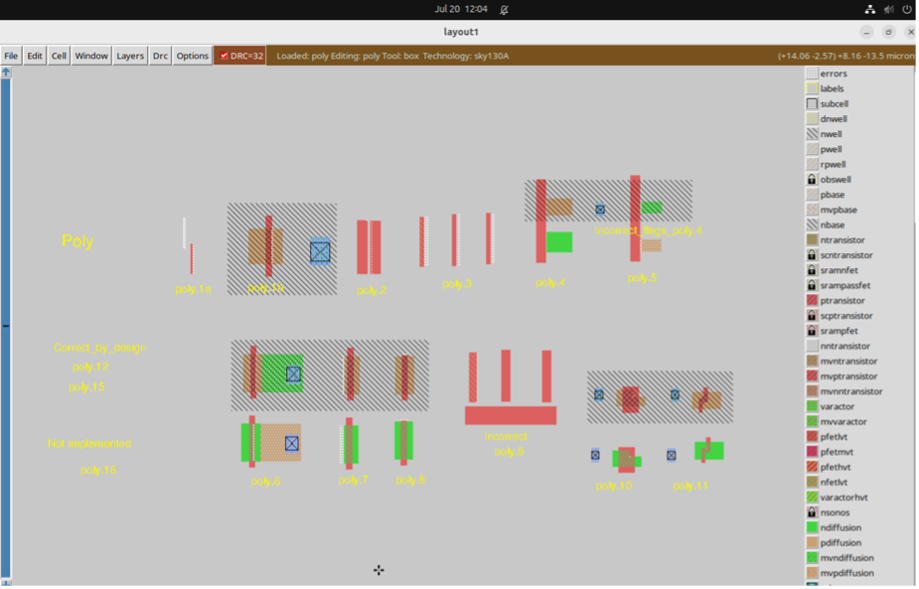 Jul 20 12:04
layout1
File Edit Cell Window Layers Drc Options DRC=32 Loaded: poly Editing: poly Tool: box Technology: sky130A (+14.06 -2.57) +8.16 -13.5 micron
errors
labels
subcell
dnwell
nwell
pwell
rpwell
obswell
pbase
mvpbase
nbase
ntransistor
scntransistor
sramnfet
srampassfet
ptransistor
scptransistor
srampfet
nntransistor
mvntransistor
mvptransistor
mvnntransistor
varactor
mvvaractor
pfetlvt
pfetmvt
pfethvt
nfetlvt
varactorhvt
nsonos
ndiffusion
pdiffusion
mvndiffusion
mvpdiffusion
Poly
poly.1a
poly.1b
poly.2
poly.3
Incorrect_flags_poly.4
poly.4
poly.5
Correct_by_design
poly.12
poly.15
Not implemented
poly.16
poly.6
poly.7
poly.8
Incorrect
poly.9
poly.10
poly.11